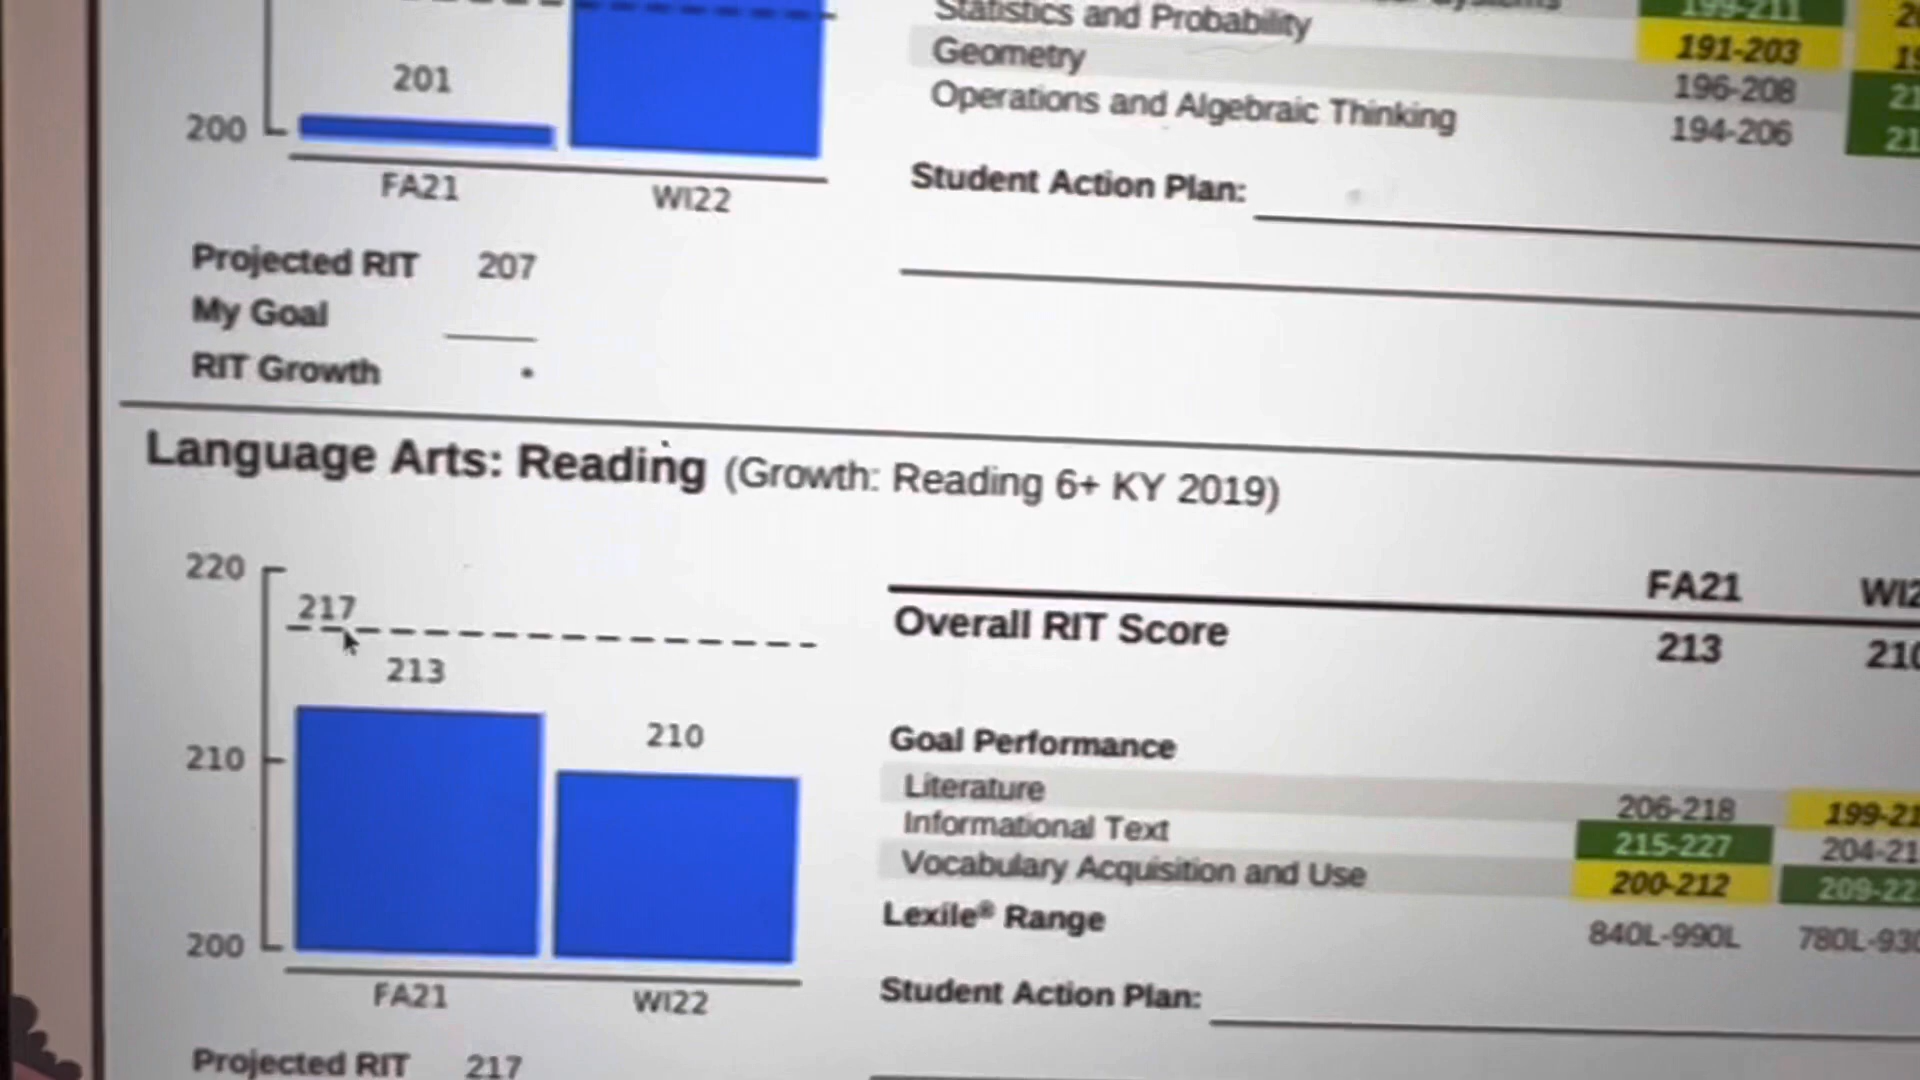 Statistics and Probability 199-211
Geometry 191-203
Operations and Algebraic Thinking 196-208
194-206
201
200
FA21 WI22
Student Action Plan:
Projected RIT 207
My Goal
RIT Growth
Language Arts: Reading (Growth: Reading 6+ KY 2019)
220
217
213
210
210
200
FA21 WI22
Projected RIT 217
FA21
Overall RIT Score 213
Goal Performance
Literature 206-218
Informational Text 215-227
Vocabulary Acquisition and Use 200-212
Lexile® Range 840L-990L
Student Action Plan: